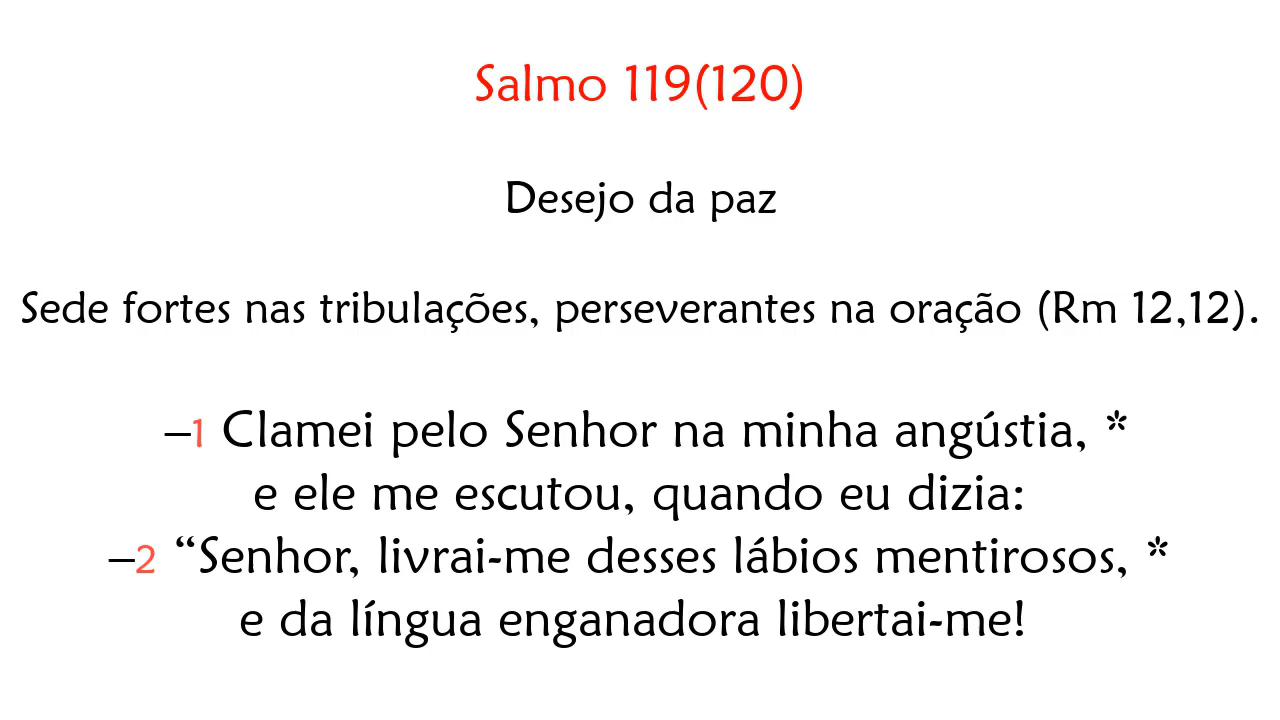 Salmo 119(120)
Desejo da paz
Sede fortes nas tribulações, perseverantes na oração (Rm 12,12).
–1 Clamei pelo Senhor na minha angústia, *
e ele me escutou, quando eu dizia:
–2 “Senhor, livrai-me desses lábios mentirosos, *
e da língua enganadora libertai-me!